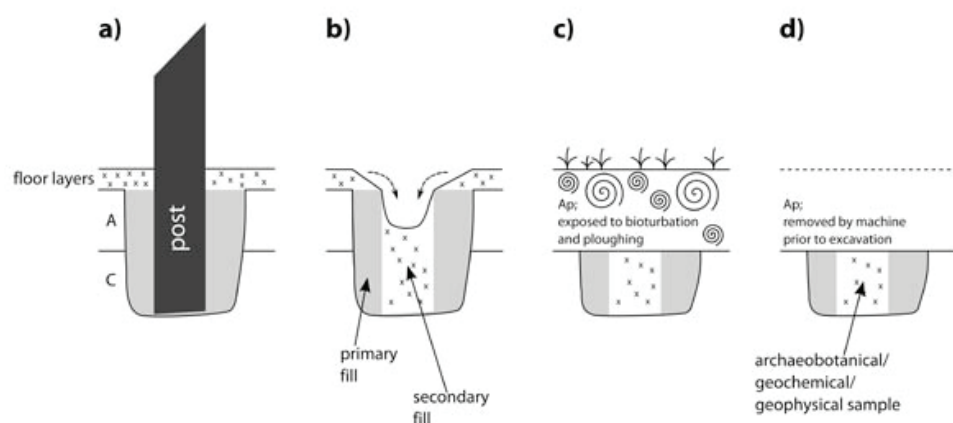 a)
b)
c)
d)
floor layers
A
C
post
primary
fill
secondary
fill
Ap;
exposed to bioturbation
and ploughing
Ap;
removed by machine
prior to excavation
archaeobotanical/
geochemical/
geophysical sample